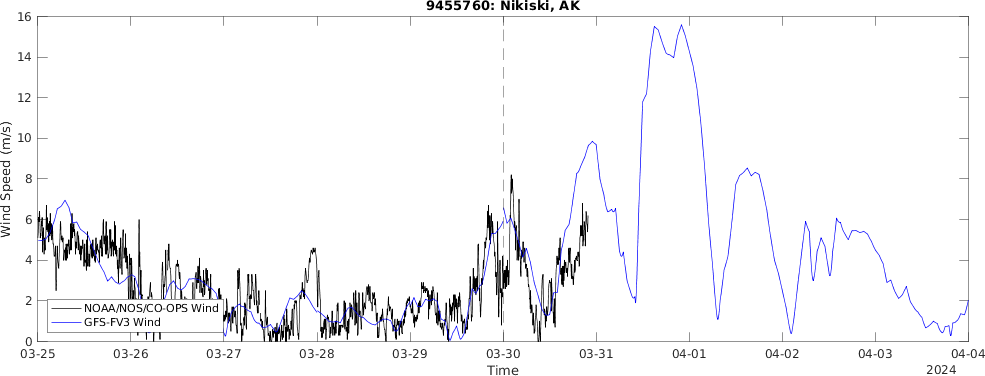 9455760: Nikiski, AK
16
14
12
10
8
6
4
2
0
Wind Speed (m/s)
NOAA/NOS/CO-OPS Wind
GFS-FV3 Wind
03-25 03-26 03-27 03-28 03-29 03-30 03-31 04-01 04-02 04-03 04-04
Time
2024